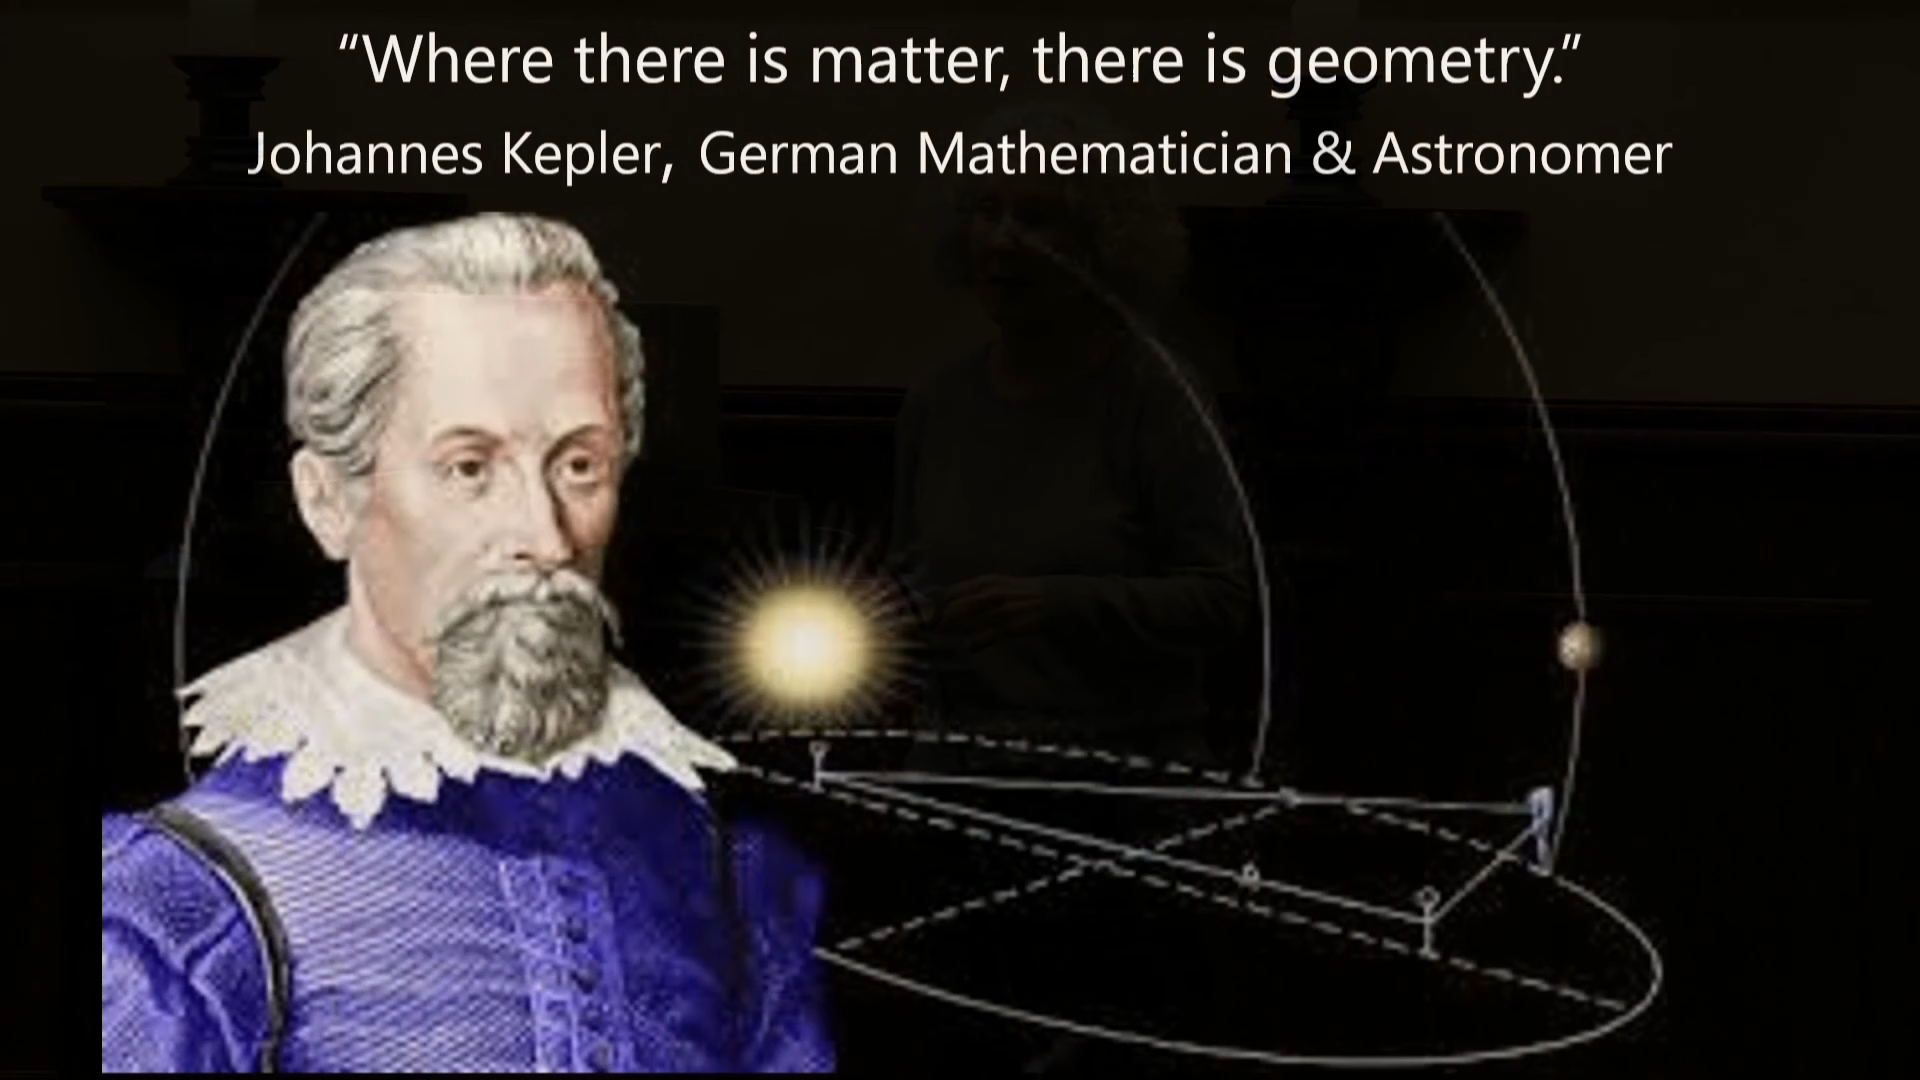 “Where there is matter, there is geometry.”
Johannes Kepler, German Mathematician & Astronomer